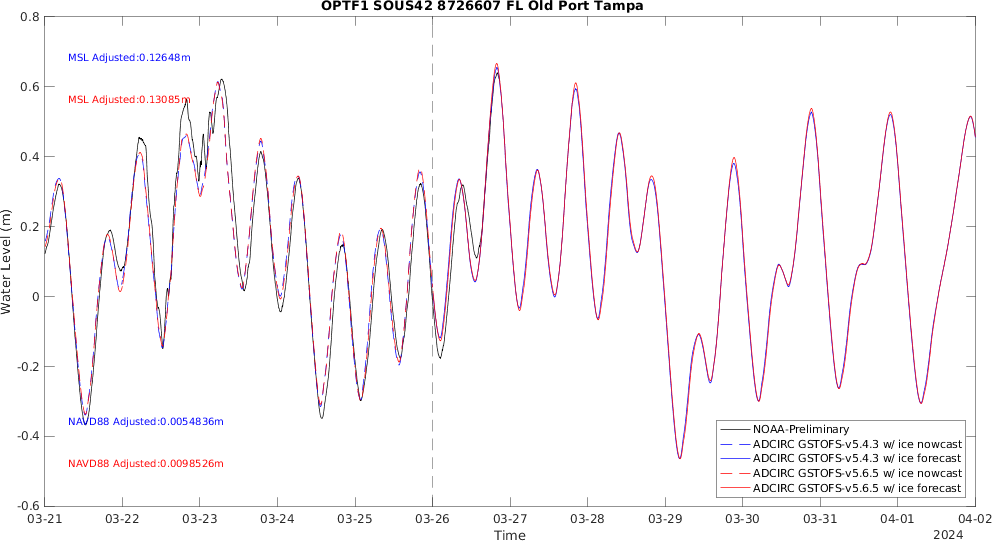 OPTF1 SOUS42 8726607 FL Old Port Tampa
0.8
0.6
0.4
0.2
0
-0.2
-0.4
-0.6
Water Level (m)
MSL Adjusted:0.12648m
MSL Adjusted:0.13085m
NAVD88 Adjusted:0.0054836m
NAVD88 Adjusted:0.0098526m
NOAA-Preliminary
ADCIRC GSTOFS-v5.4.3 w/ ice nowcast
ADCIRC GSTOFS-v5.4.3 w/ ice forecast
ADCIRC GSTOFS-v5.6.5 w/ ice nowcast
ADCIRC GSTOFS-v5.6.5 w/ ice forecast
03-21 03-22 03-23 03-24 03-25 03-26 03-27 03-28 03-29 03-30 03-31 04-01 04-02
Time
2024